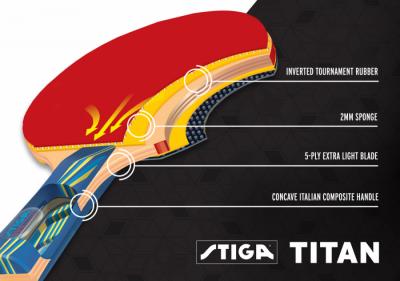 INVERTED TOURNAMENT RUBBER
2MM SPONGE
5-PLY EXTRA LIGHT BLADE
CONCAVE ITALIAN COMPOSITE HANDLE
STIGA TITAN